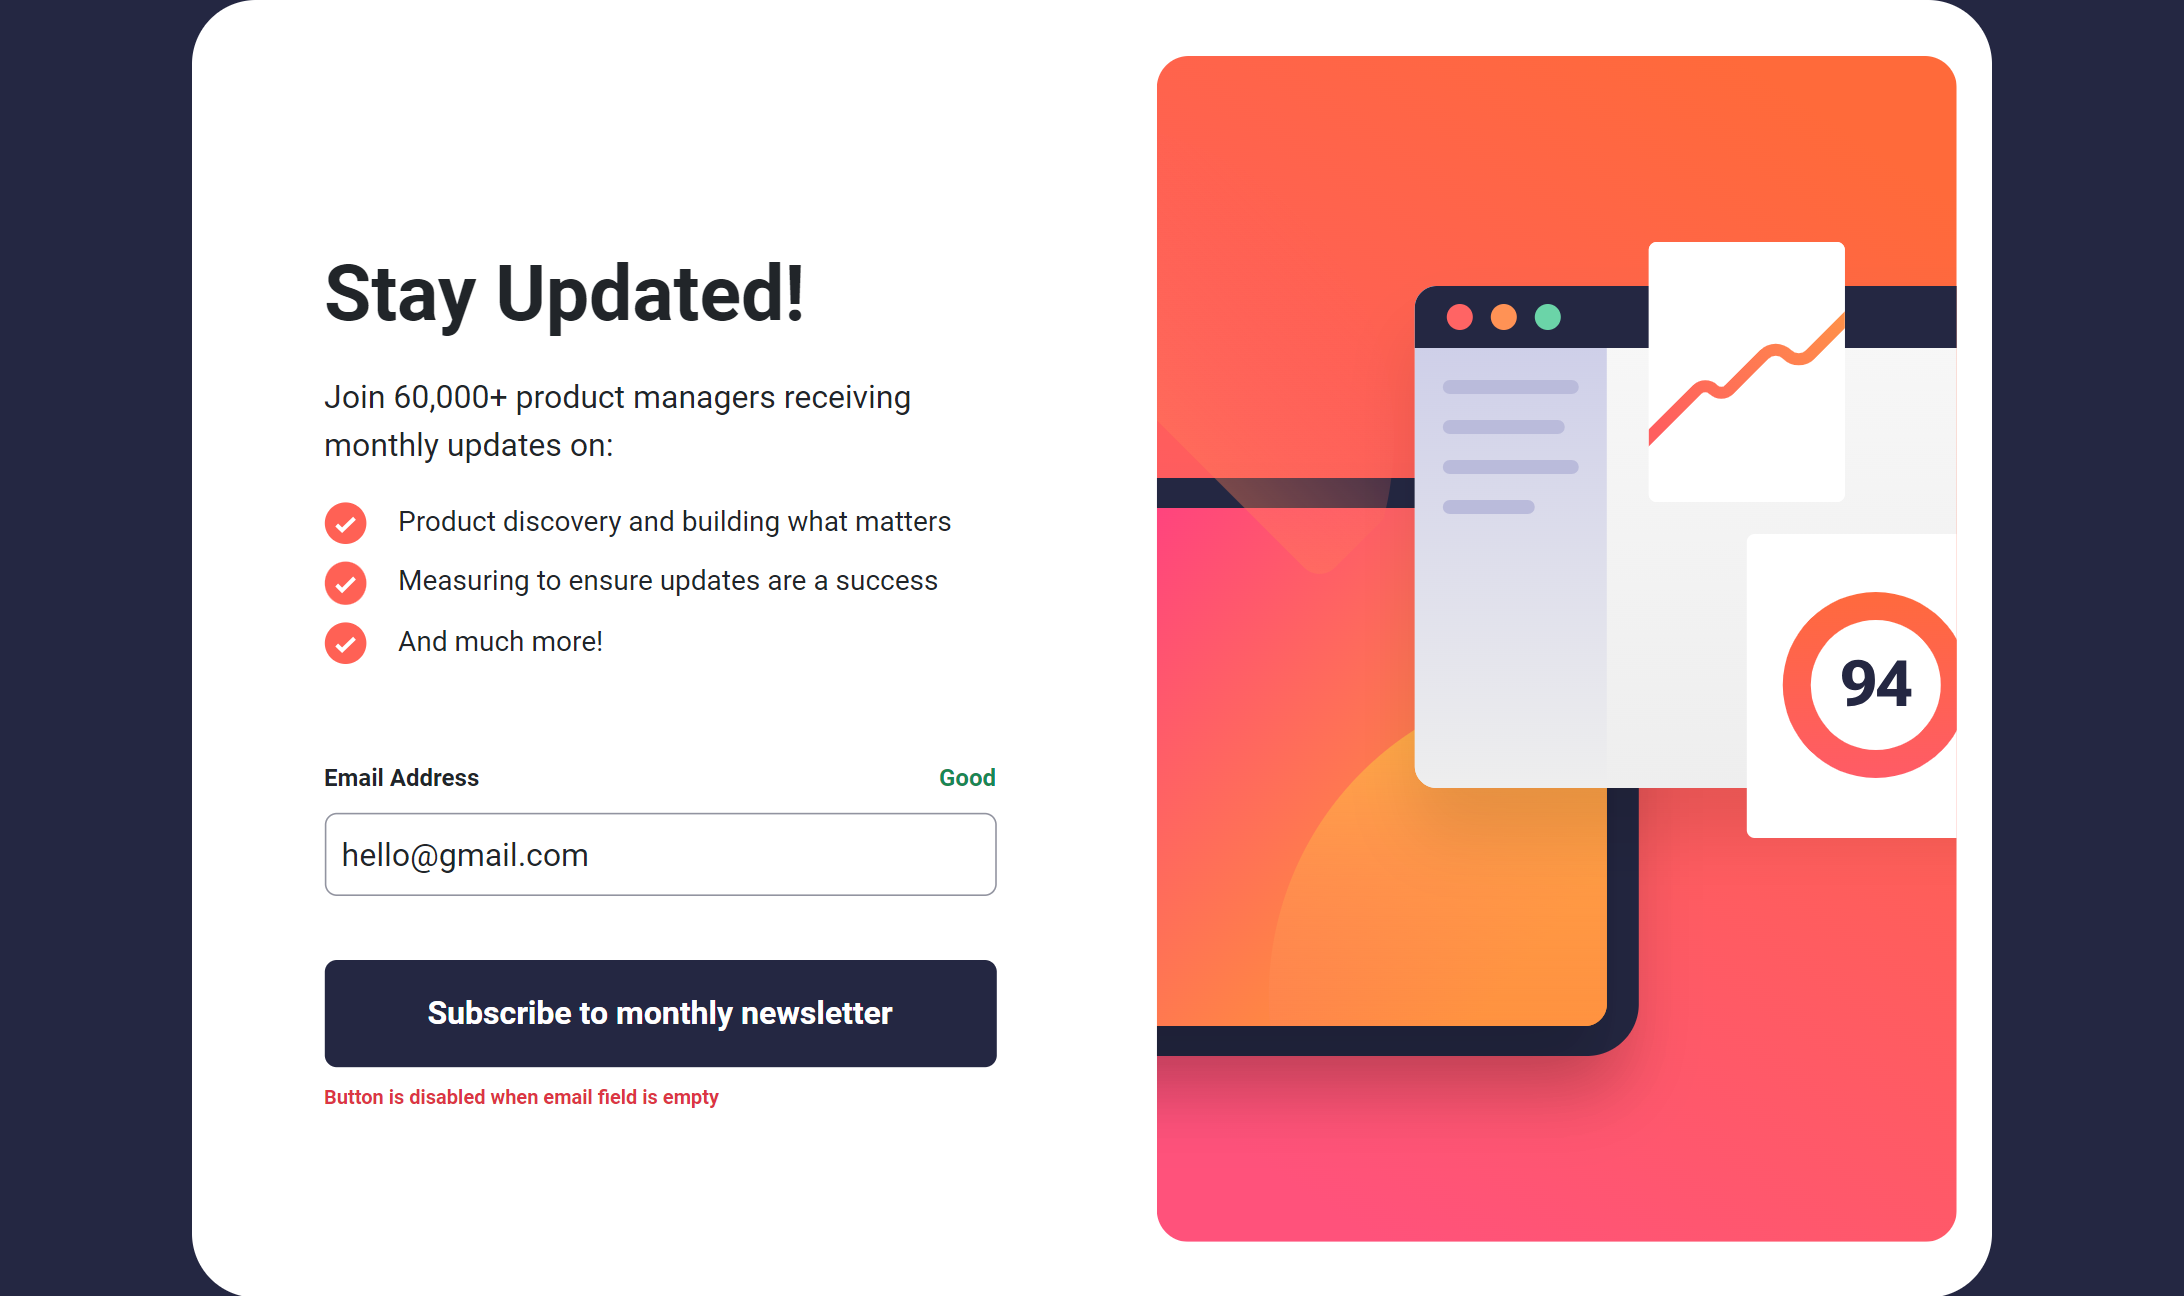 Stay Updated!
Join 60,000+ product managers receiving
monthly updates on:
Product discovery and building what matters
Measuring to ensure updates are a success
And much more!
Email Address
Good
hello@gmail.com
Subscribe to monthly newsletter
Button is disabled when email field is empty
94